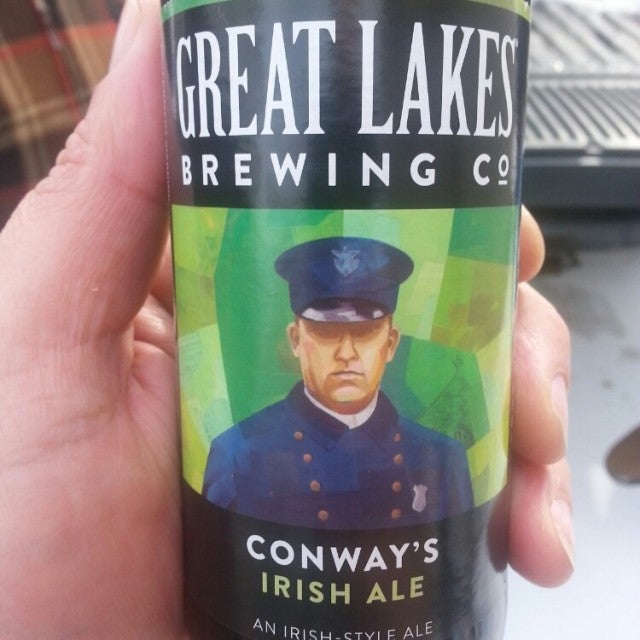 GREAT LAKES
BREWING Co
CONWAY'S
IRISH ALE
AN IRISH-STYLE ALE